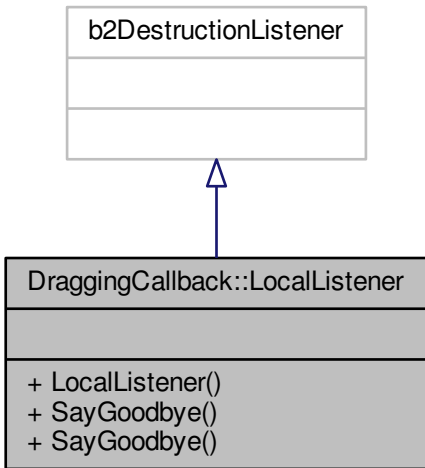 b2DestructionListener
DraggingCallback::LocalListener
+ LocalListener()
+ SayGoodbye()
+ SayGoodbye()